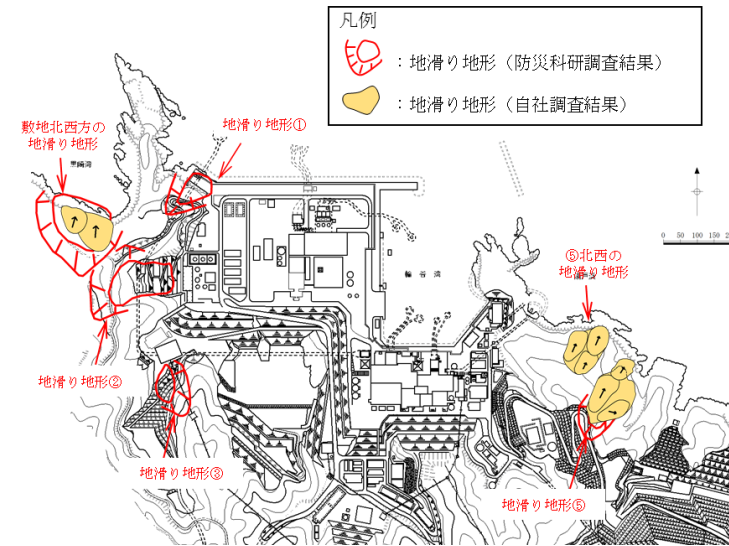 凡例
：地滑り地形（防災科研調査結果）
：地滑り地形（自社調査結果）
敷地北西方の
地滑り地形
地滑り地形①
輪谷湾
⑤北西の
地滑り地形
0 50 100 150
地滑り地形②
地滑り地形③
地滑り地形⑤